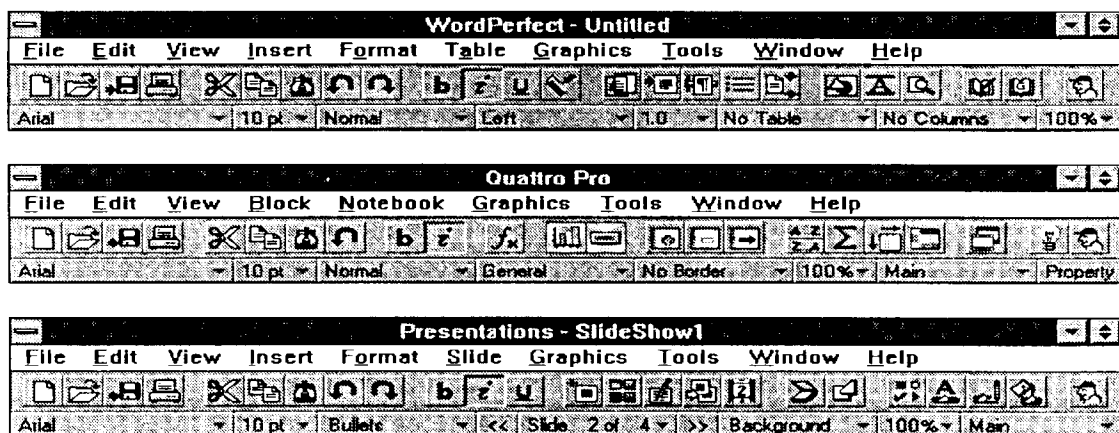 WordPerfect - Untitled
File Edit View Insert Format Table Graphics Tools Window Help
b i u
Arial 10 pt Normal Left 1.0 No Table No Columns 100%
Quattro Pro
File Edit View Block Notebook Graphics Tools Window Help
b i fx
Arial 10 pt Normal General No Border 100% Main Property
Presentations - SlideShow1
File Edit View Insert Format Slide Graphics Tools Window Help
b i u
Arial 10 pt Bullets << Slide 2 of 4 >> Background 100% Main